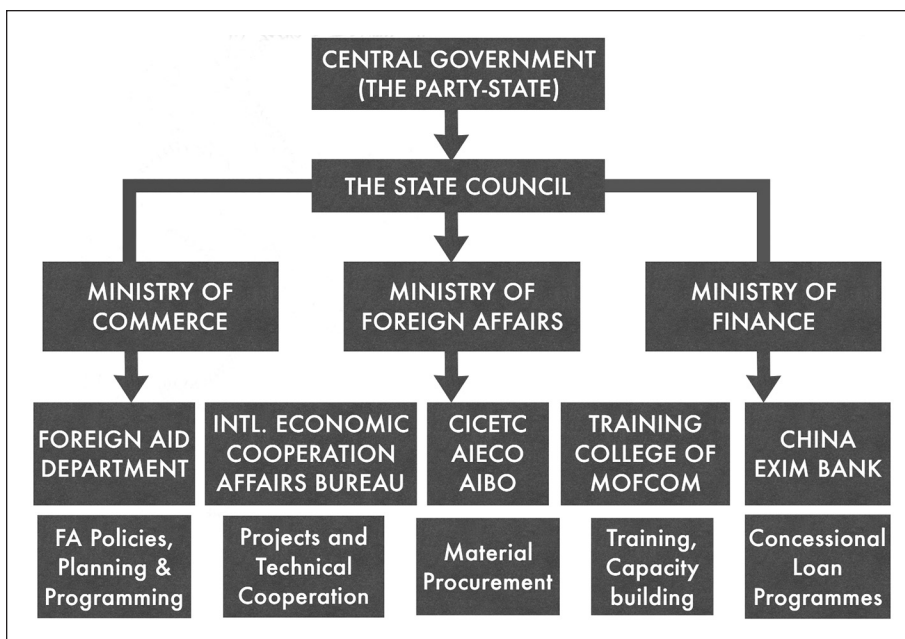 CENTRAL GOVERNMENT
(THE PARTY-STATE)
THE STATE COUNCIL
MINISTRY OF
COMMERCE
MINISTRY OF
FOREIGN AFFAIRS
MINISTRY OF
FINANCE
FOREIGN AID
DEPARTMENT
INTL. ECONOMIC
COOPERATION
AFFAIRS BUREAU
CICETC
AIECO
AIBO
TRAINING
COLLEGE OF
MOFCOM
CHINA
EXIM BANK
FA Policies,
Planning &
Programming
Projects and
Technical
Cooperation
Material
Procurement
Training,
Capacity
building
Concessional
Loan
Programmes